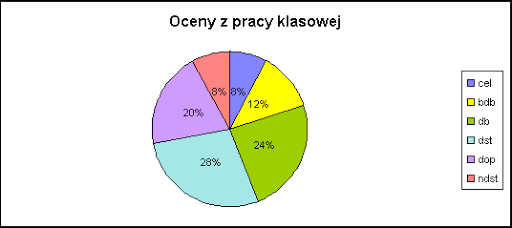 Oceny z pracy klasowej
8%
8%
12%
20%
24%
28%
cel
bdb
db
dst
dop
ndst